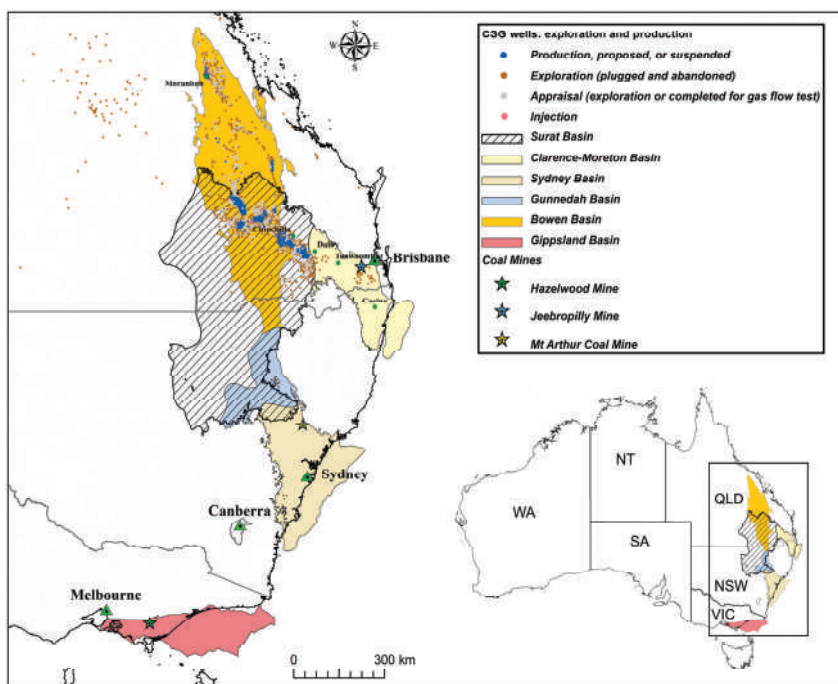 N
W E
S
Moranbah
Chinchilla
Dalby
Toowoomba
Brisbane
Casino
Sydney
Canberra
Melbourne
0 300 km
CSG wells: exploration and production
Production, proposed, or suspended
Exploration (plugged and abandoned)
Appraisal (exploration or completed for gas flow test)
Injection
Surat Basin
Clarence-Moreton Basin
Sydney Basin
Gunnedah Basin
Bowen Basin
Gippsland Basin
Coal Mines
Hazelwood Mine
Jeebropilly Mine
Mt Arthur Coal Mine
NT
QLD
WA
SA
NSW
VIC